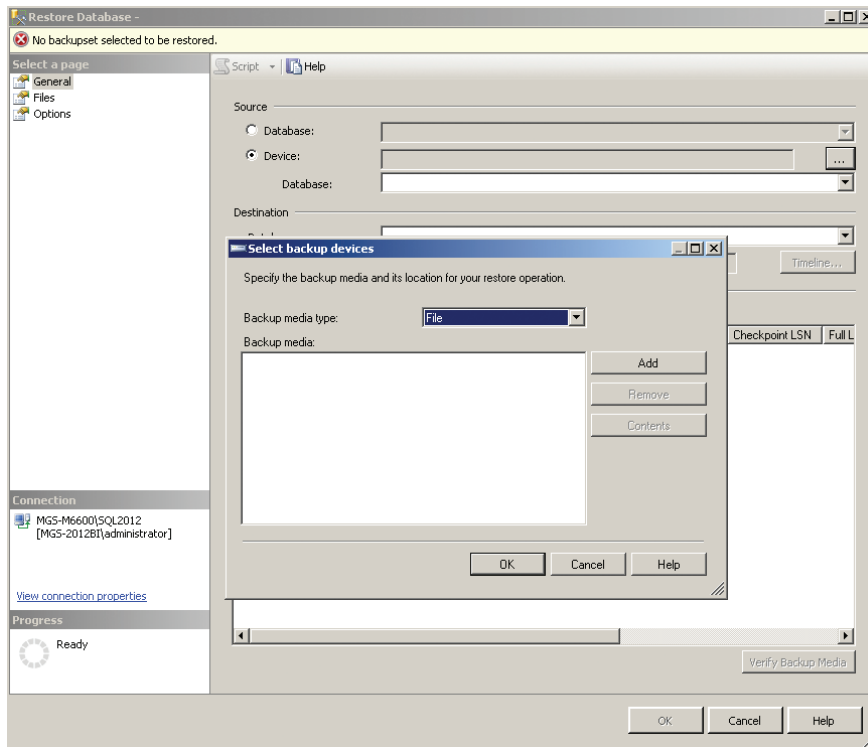 Restore Database -
No backupset selected to be restored.
Select a page
General
Files
Options
Script
Help
Source
Database:
Device:
...
Database:
Destination
Timeline...
Select backup devices
Specify the backup media and its location for your restore operation.
Backup media type:
File
Backup media:
Add
Remove
Contents
OK
Cancel
Help
Checkpoint LSN
Full L
Connection
MGS-M6600\SQL2012
[MGS-2012BI\administrator]
View connection properties
Progress
Ready
Verify Backup Media
OK
Cancel
Help